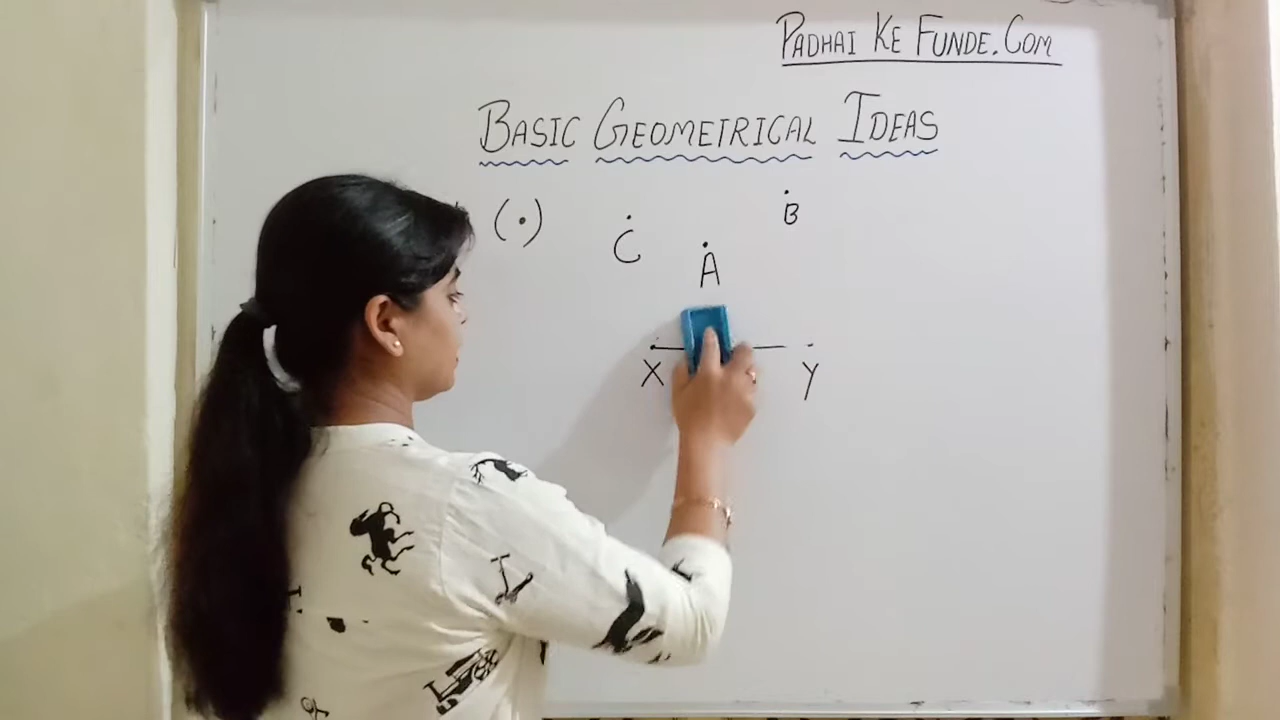 PADHAI KE FUNDE.COM
BASIC GEOMETRICAL IDEAS
(•)
B
C
A
X
Y